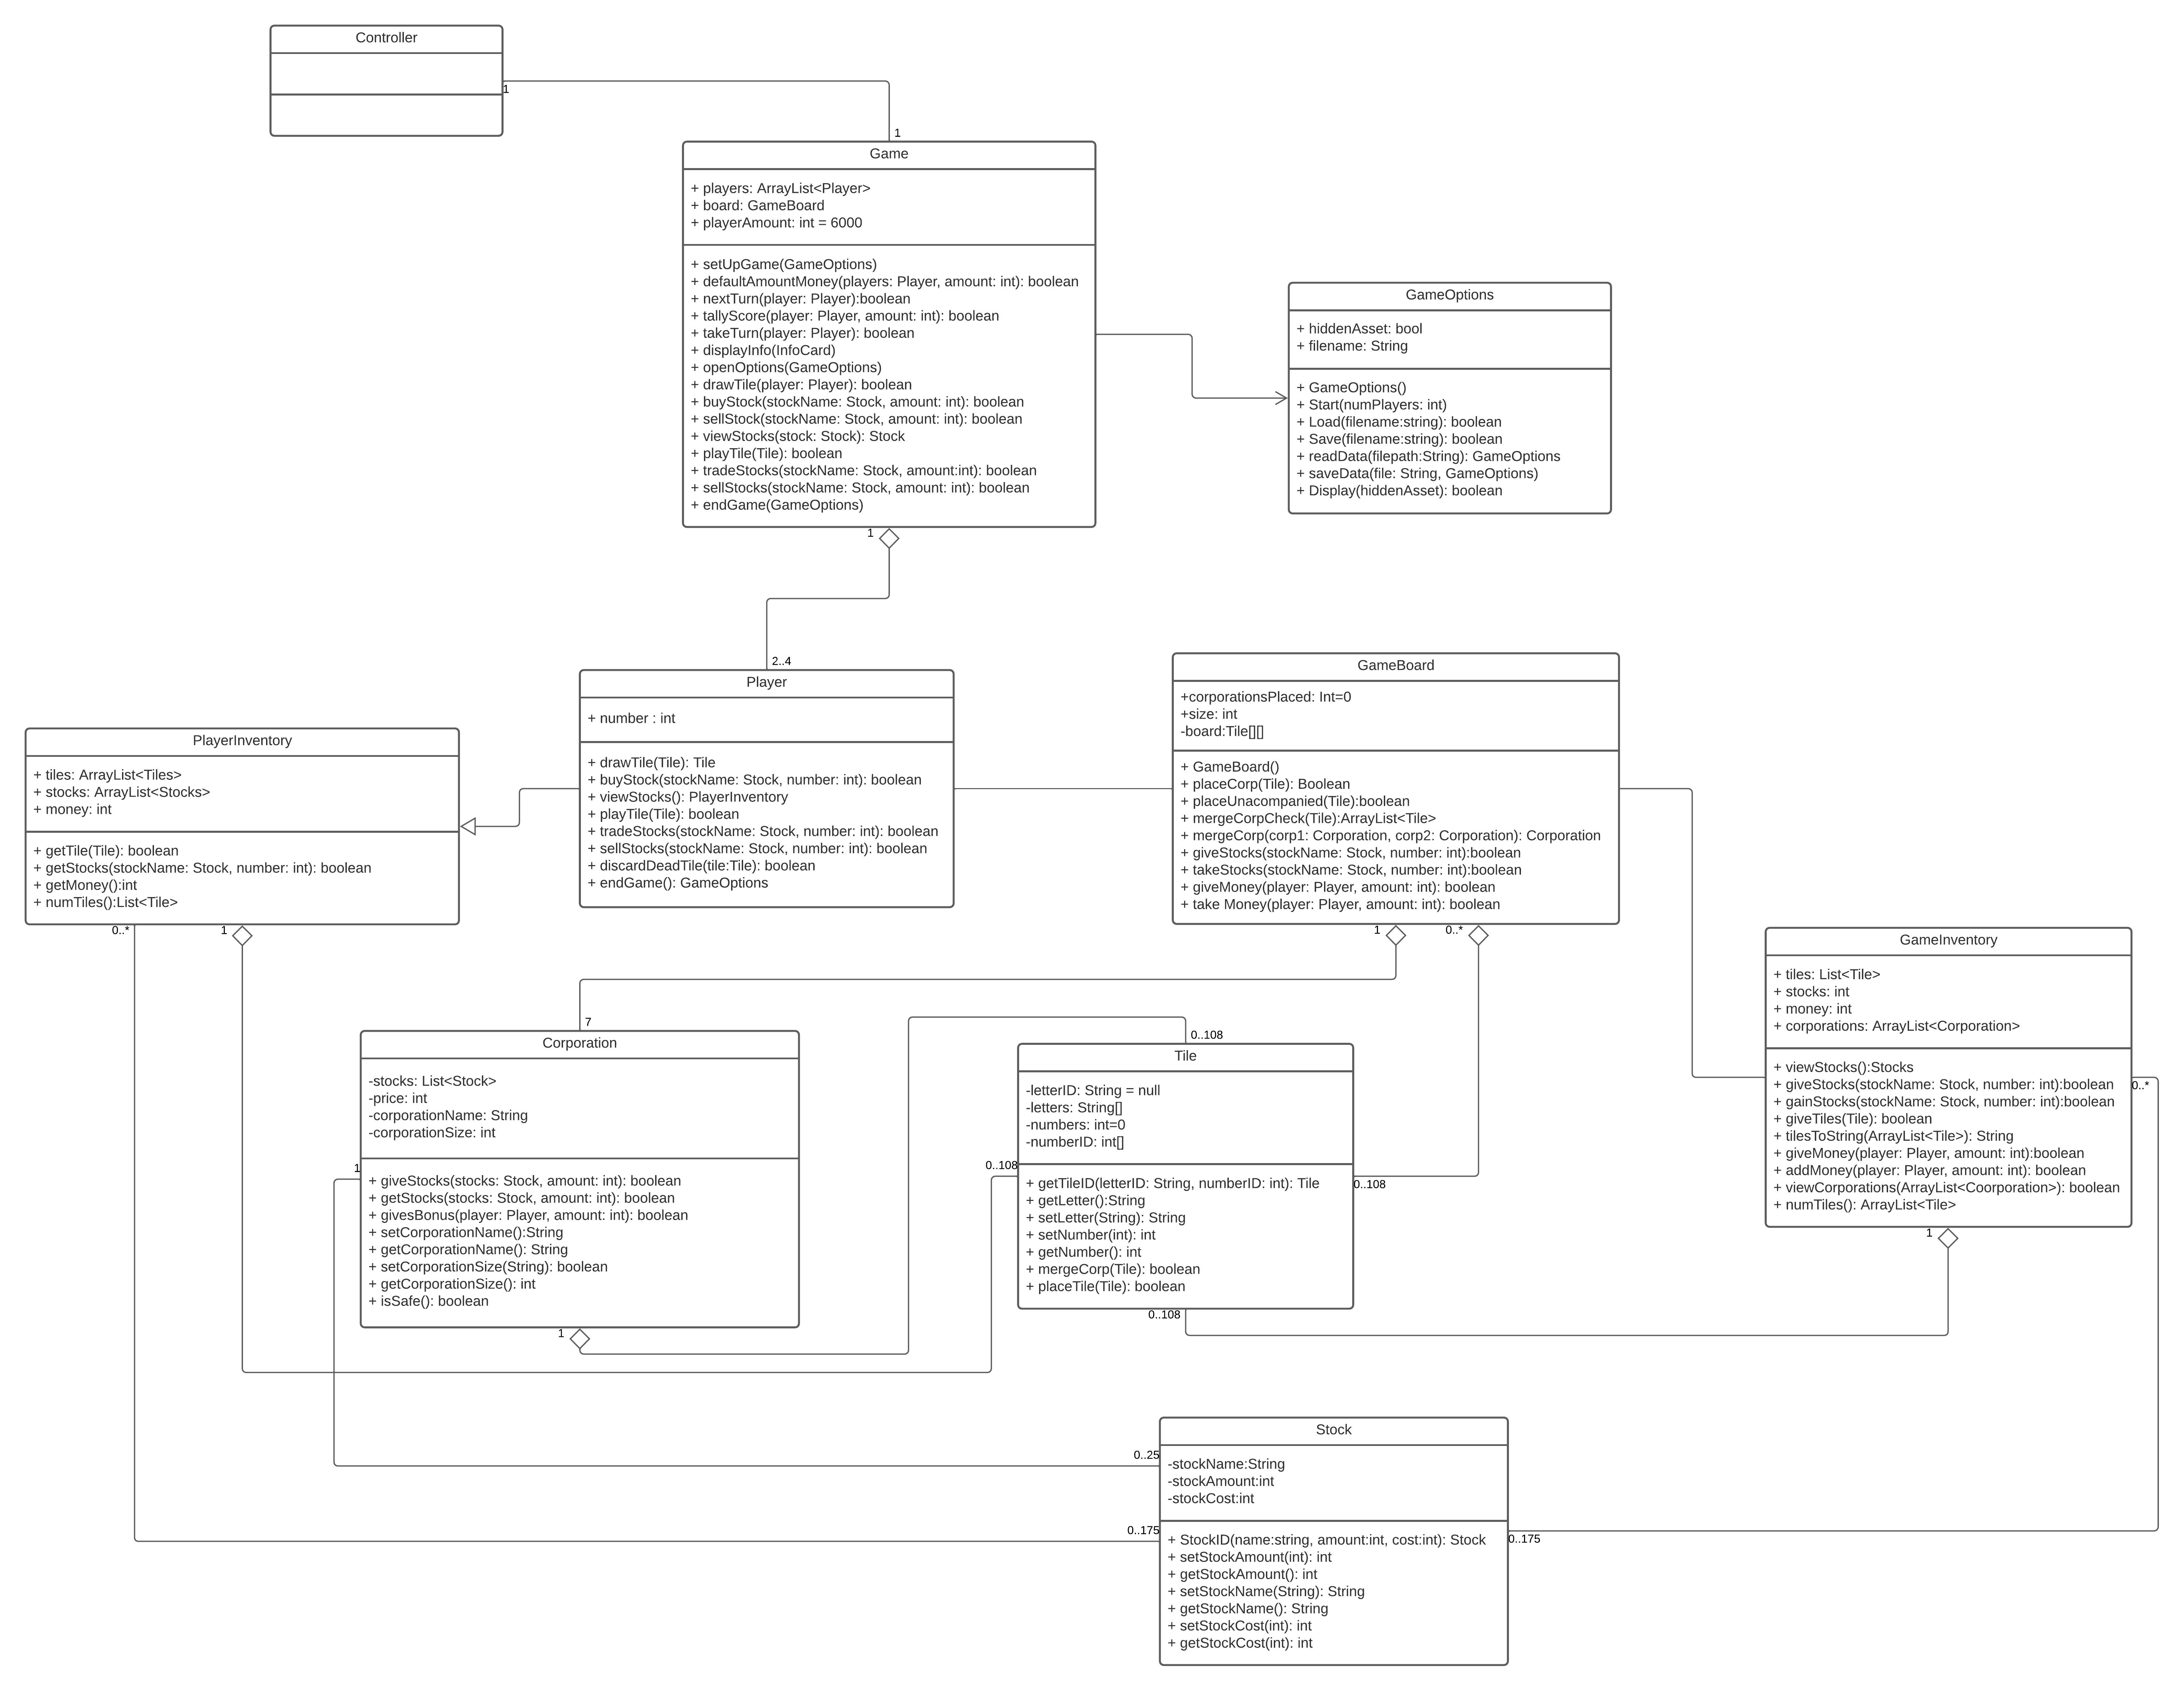 Controller
1
1
Game
+ players: ArrayList<Player>
+ board: GameBoard
+ playerAmount: int = 6000
+ setUpGame(GameOptions)
+ defaultAmountMoney(players: Player, amount: int): boolean
+ nextTurn(player: Player):boolean
+ tallyScore(player: Player, amount: int): boolean
+ takeTurn(player: Player): boolean
+ displayInfo(InfoCard)
+ openOptions(GameOptions)
+ drawTile(player: Player): boolean
+ buyStock(stockName: Stock, amount: int): boolean
+ sellStock(stockName: Stock, amount: int): boolean
+ viewStocks(stock: Stock): Stock
+ playTile(Tile): boolean
+ tradeStocks(stockName: Stock, amount:int): boolean
+ sellStocks(stockName: Stock, amount: int): boolean
+ endGame(GameOptions)
1
GameOptions
+ hiddenAsset: bool
+ filename: String
+ GameOptions()
+ Start(numPlayers: int)
+ Load(filename:string): boolean
+ Save(filename:string): boolean
+ readData(filepath:String): GameOptions
+ saveData(file: String, GameOptions)
+ Display(hiddenAsset): boolean
2..4
Player
+ number : int
+ drawTile(Tile): Tile
+ buyStock(stockName: Stock, number: int): boolean
+ viewStocks(): PlayerInventory
+ playTile(Tile): boolean
+ tradeStocks(stockName: Stock, number: int): boolean
+ sellStocks(stockName: Stock, number: int): boolean
+ discardDeadTile(tile:Tile): boolean
+ endGame(): GameOptions
GameBoard
+corporationsPlaced: Int=0
+size: int
-board:Tile[][]
+ GameBoard()
+ placeCorp(Tile): Boolean
+ placeUnacompanied(Tile):boolean
+ mergeCorpCheck(Tile):ArrayList<Tile>
+ mergeCorp(corp1: Corporation, corp2: Corporation): Corporation
+ giveStocks(stockName: Stock, number: int):boolean
+ takeStocks(stockName: Stock, number: int):boolean
+ giveMoney(player: Player, amount: int): boolean
+ take Money(player: Player, amount: int): boolean
1
0..*
PlayerInventory
+ tiles: ArrayList<Tiles>
+ stocks: ArrayList<Stocks>
+ money: int
+ getTile(Tile): boolean
+ getStocks(stockName: Stock, number: int): boolean
+ getMoney():int
+ numTiles():List<Tile>
0..*
1
GameInventory
+ tiles: List<Tile>
+ stocks: int
+ money: int
+ corporations: ArrayList<Corporation>
+ viewStocks():Stocks
+ giveStocks(stockName: Stock, number: int):boolean
+ gainStocks(stockName: Stock, number: int):boolean
+ giveTiles(Tile): boolean
+ tilesToString(ArrayList<Tile>): String
+ giveMoney(player: Player, amount: int):boolean
+ addMoney(player: Player, amount: int): boolean
+ viewCorporations(ArrayList<Coorporation>): boolean
+ numTiles(): ArrayList<Tile>
0..*
1
7
Corporation
-stocks: List<Stock>
-price: int
-corporationName: String
-corporationSize: int
1
+ giveStocks(stocks: Stock, amount: int): boolean
+ getStocks(stocks: Stock, amount: int): boolean
+ givesBonus(player: Player, amount: int): boolean
+ setCorporationName():String
+ getCorporationName(): String
+ setCorporationSize(String): boolean
+ getCorporationSize(): int
+ isSafe(): boolean
1
0..108
Tile
-letterID: String = null
-letters: String[]
-numbers: int=0
-numberID: int[]
0..108
+ getTileID(letterID: String, numberID: int): Tile
+ getLetter():String
+ setLetter(String): String
+ setNumber(int): int
+ getNumber(): int
+ mergeCorp(Tile): boolean
+ placeTile(Tile): boolean
0..108
0..108
Stock
0..25
-stockName:String
-stockAmount:int
-stockCost:int
0..175
0..175
+ StockID(name:string, amount:int, cost:int): Stock
+ setStockAmount(int): int
+ getStockAmount(): int
+ setStockName(String): String
+ getStockName(): String
+ setStockCost(int): int
+ getStockCost(int): int